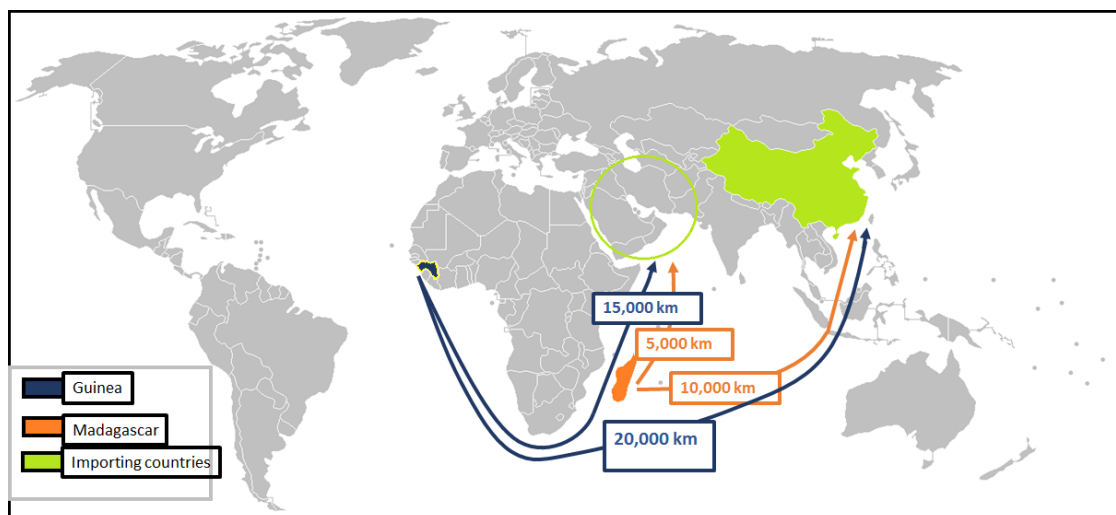 15,000 km
5,000 km
10,000 km
20,000 km
Guinea
Madagascar
Importing countries